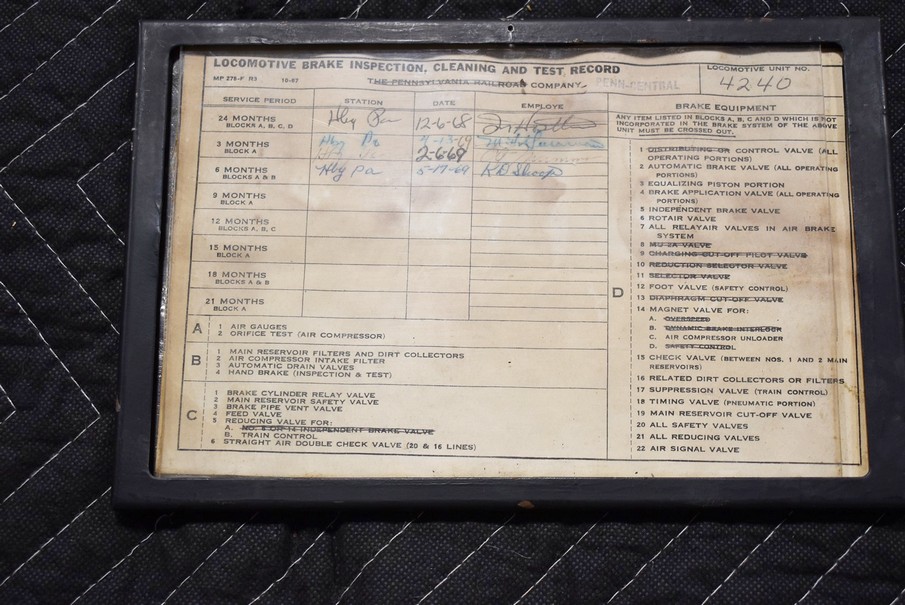 LOCOMOTIVE BRAKE INSPECTION, CLEANING AND TEST RECORD
MP 278-F R3 10-67
THE PENNSYLVANIA RAILROAD COMPANY PENN-CENTRAL
LOCOMOTIVE UNIT NO.
4240
SERVICE PERIOD STATION DATE EMPLOYE
24 MONTHS
BLOCKS A, B, C, D
Hbg Pa 12-6-68
3 MONTHS
BLOCK A
Hbg Pa
2-6-69
6 MONTHS
BLOCKS A & B
Hbg Pa 5-17-69 R D Sheep
9 MONTHS
BLOCK A
12 MONTHS
BLOCKS A, B, C
15 MONTHS
BLOCK A
18 MONTHS
BLOCKS A & B
21 MONTHS
BLOCK A
A
1 AIR GAUGES
2 ORIFICE TEST (AIR COMPRESSOR)
B
1 MAIN RESERVOIR FILTERS AND DIRT COLLECTORS
2 AIR COMPRESSOR INTAKE FILTER
3 AUTOMATIC DRAIN VALVES
4 HAND BRAKE (INSPECTION & TEST)
C
1 BRAKE CYLINDER RELAY VALVE
2 MAIN RESERVOIR SAFETY VALVE
3 BRAKE PIPE VENT VALVE
4 FEED VALVE
5 REDUCING VALVE FOR:
A. NO. 6 OR 14 INDEPENDENT BRAKE VALVE
B. TRAIN CONTROL
6 STRAIGHT AIR DOUBLE CHECK VALVE (20 & 16 LINES)
BRAKE EQUIPMENT
ANY ITEM LISTED IN BLOCKS A, B, C AND D WHICH IS NOT
INCORPORATED IN THE BRAKE SYSTEM OF THE ABOVE
UNIT MUST BE CROSSED OUT.
D
1 DISTRIBUTING OR CONTROL VALVE (ALL
OPERATING PORTIONS)
2 AUTOMATIC BRAKE VALVE (ALL OPERATING
PORTIONS)
3 EQUALIZING PISTON PORTION
4 BRAKE APPLICATION VALVE (ALL OPERATING
PORTIONS)
5 INDEPENDENT BRAKE VALVE
6 ROTAIR VALVE
7 ALL RELAYAIR VALVES IN AIR BRAKE
SYSTEM
8 MU-2A VALVE
9 CHARGING CUT-OFF PILOT VALVE
10 REDUCTION SELECTOR VALVE
11 SELECTOR VALVE
12 FOOT VALVE (SAFETY CONTROL)
13 DIAPHRAGM CUT-OFF VALVE
14 MAGNET VALVE FOR:
A. OVERSPEED
B. DYNAMIC BRAKE INTERLOCK
C. AIR COMPRESSOR UNLOADER
D. SAFETY CONTROL
15 CHECK VALVE (BETWEEN NOS. 1 AND 2 MAIN
RESERVOIRS)
16 RELATED DIRT COLLECTORS OR FILTERS
17 SUPPRESSION VALVE (TRAIN CONTROL)
18 TIMING VALVE (PNEUMATIC PORTION)
19 MAIN RESERVOIR CUT-OFF VALVE
20 ALL SAFETY VALVES
21 ALL REDUCING VALVES
22 AIR SIGNAL VALVE